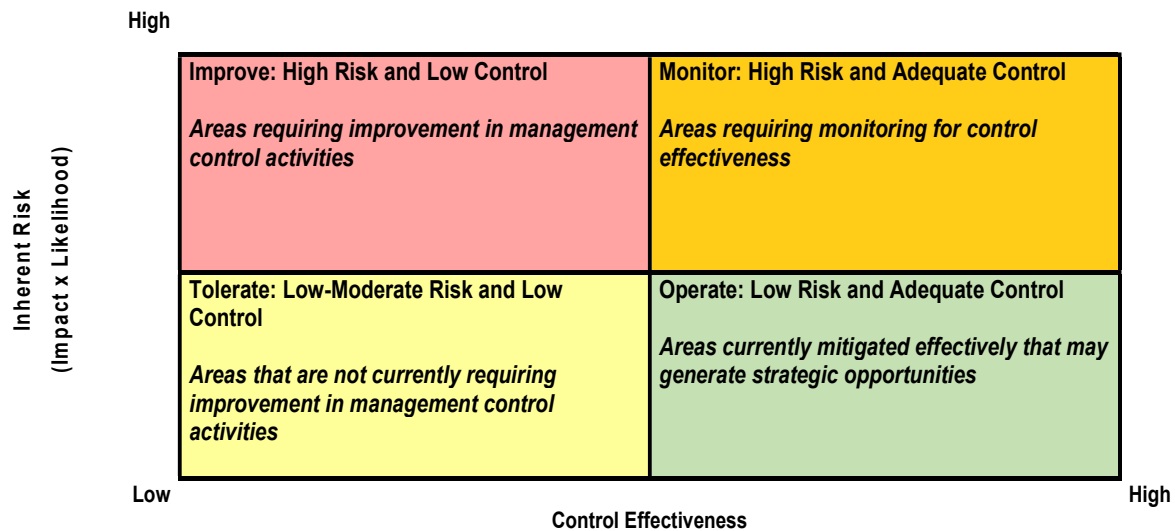 High
Improve: High Risk and Low Control
Areas requiring improvement in management
control activities
Monitor: High Risk and Adequate Control
Areas requiring monitoring for control
effectiveness
Inherent Risk
(Impact x Likelihood)
Tolerate: Low-Moderate Risk and Low
Control
Areas that are not currently requiring
improvement in management control
activities
Operate: Low Risk and Adequate Control
Areas currently mitigated effectively that may
generate strategic opportunities
Low
High
Control Effectiveness